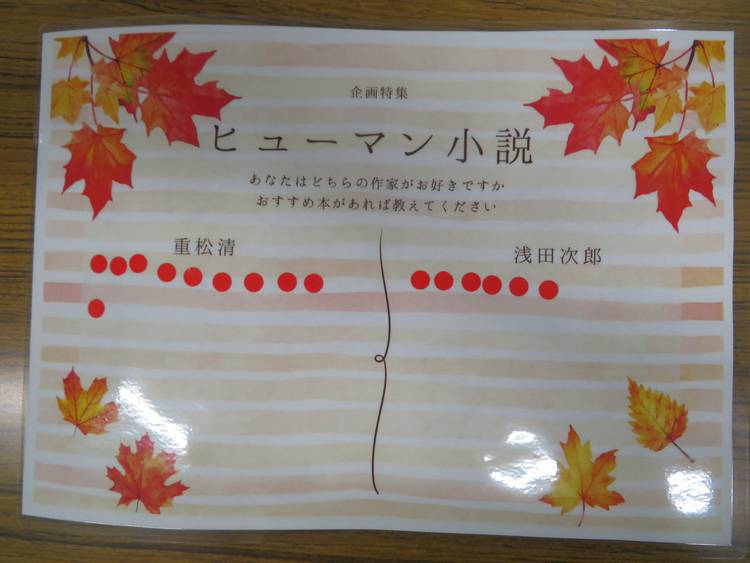 企画特集
ヒューマン小説
あなたはどちらの作家がお好きですか
おすすめ本があれば教えてください
重松清
浅田次郎